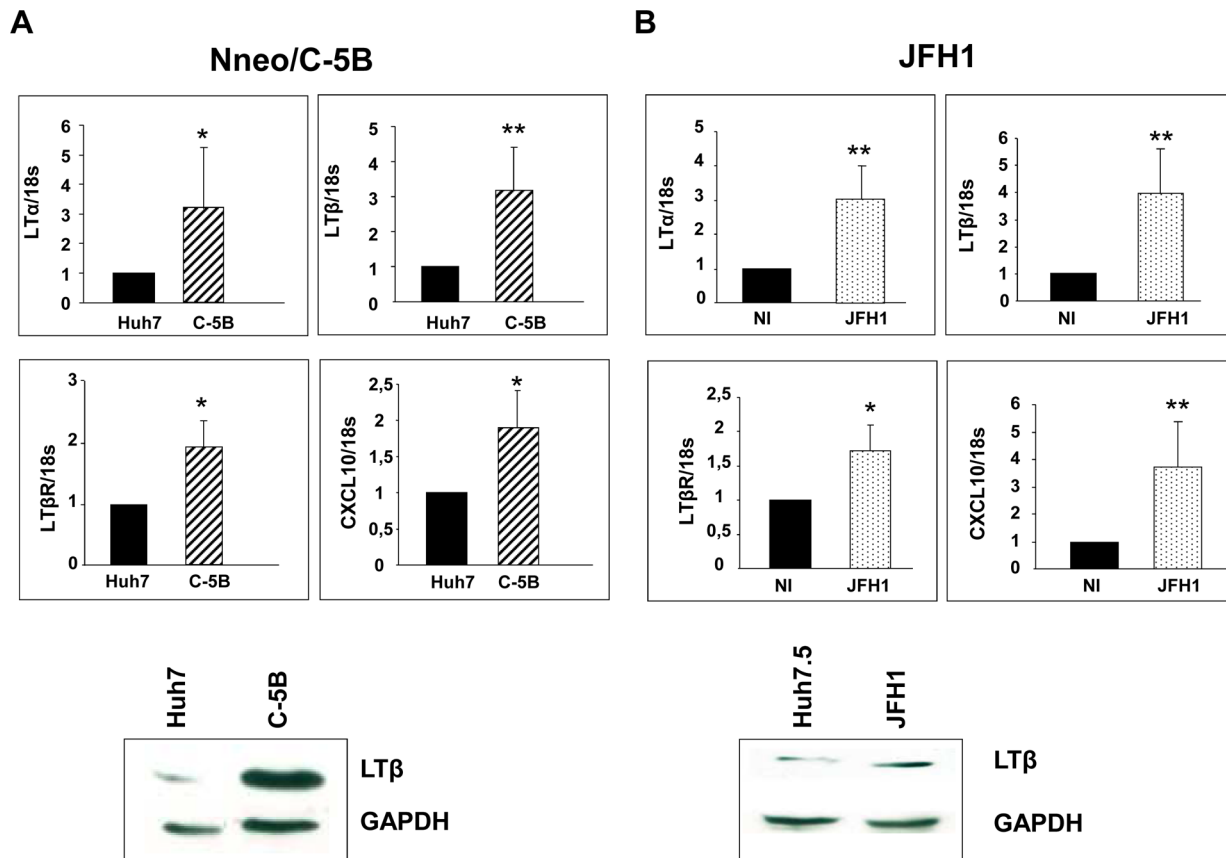 A
B
Nneo/C-5B
JFH1
LTα/18s
6
5
4
3
2
1
0
*
Huh7 C-5B
LTβ/18s
5
4
3
2
1
0
**
Huh7 C-5B
LTα/18s
5
4
3
2
1
0
**
NI JFH1
LTβ/18s
6
5
4
3
2
1
0
**
NI JFH1
LTβR/18s
3
2
1
0
*
Huh7 C-5B
CXCL10/18s
2,5
2
1,5
1
0,5
0
*
Huh7 C-5B
LTβR/18s
2,5
2
1,5
1
0,5
0
*
NI JFH1
CXCL10/18s
6
5
4
3
2
1
0
**
NI JFH1
Huh7
C-5B
LTβ
GAPDH
Huh7.5
JFH1
LTβ
GAPDH